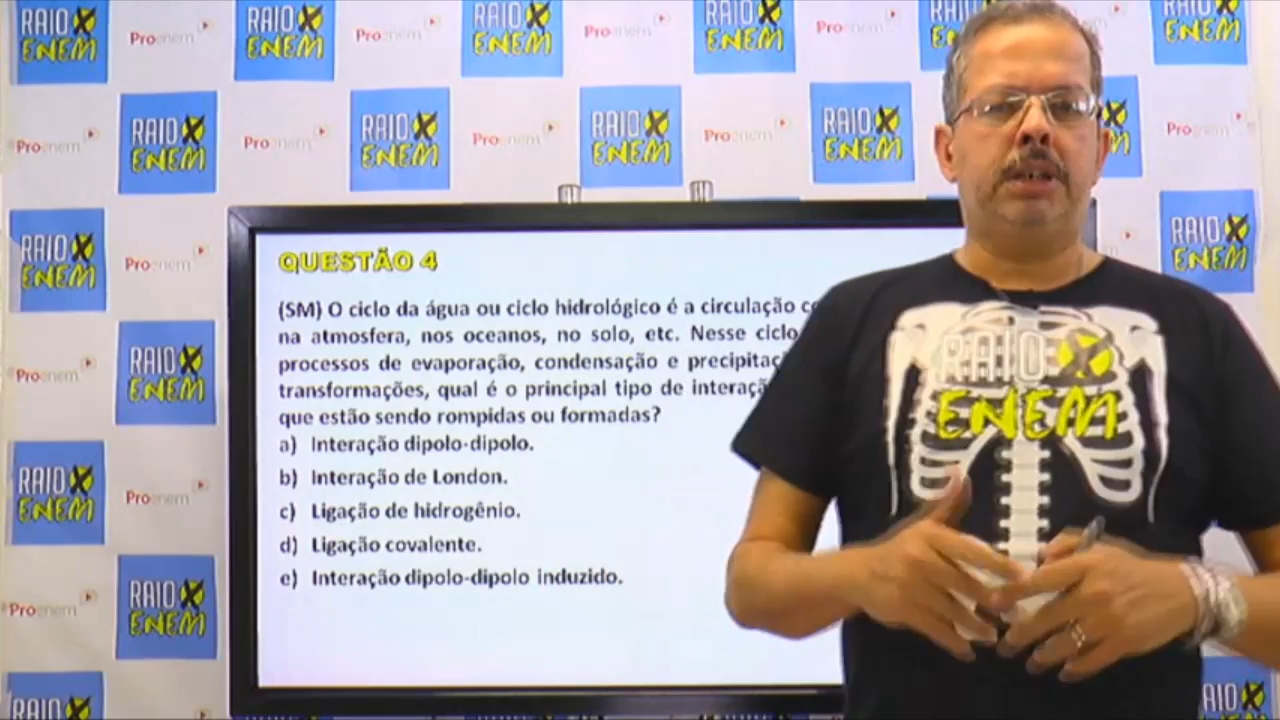 QUESTÃO 4
(SM) O ciclo da água ou ciclo hidrológico é a circulação
na atmosfera, nos oceanos, no solo, etc. Nesse ciclo
processos de evaporação, condensação e
transformações, qual é o principal tipo de
que estão sendo rompidas ou formadas?
a) Interação dipolo-dipolo.
b) Interação de London.
c) Ligação de hidrogênio.
d) Ligação covalente.
e) Interação dipolo-dipolo induzido.
RAIO X
ENEM
Proenem